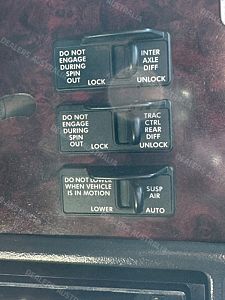 DO NOT
ENGAGE
DURING
SPIN
OUT
LOCK
INTER
AXLE
DIFF
UNLOCK
DO NOT
ENGAGE
DURING
SPIN
OUT
LOCK
TRAC
CTRL
REAR
DIFF
UNLOCK
DO NOT LOWER
WHEN VEHICLE
IS IN MOTION
LOWER
SUSP
AIR
AUTO